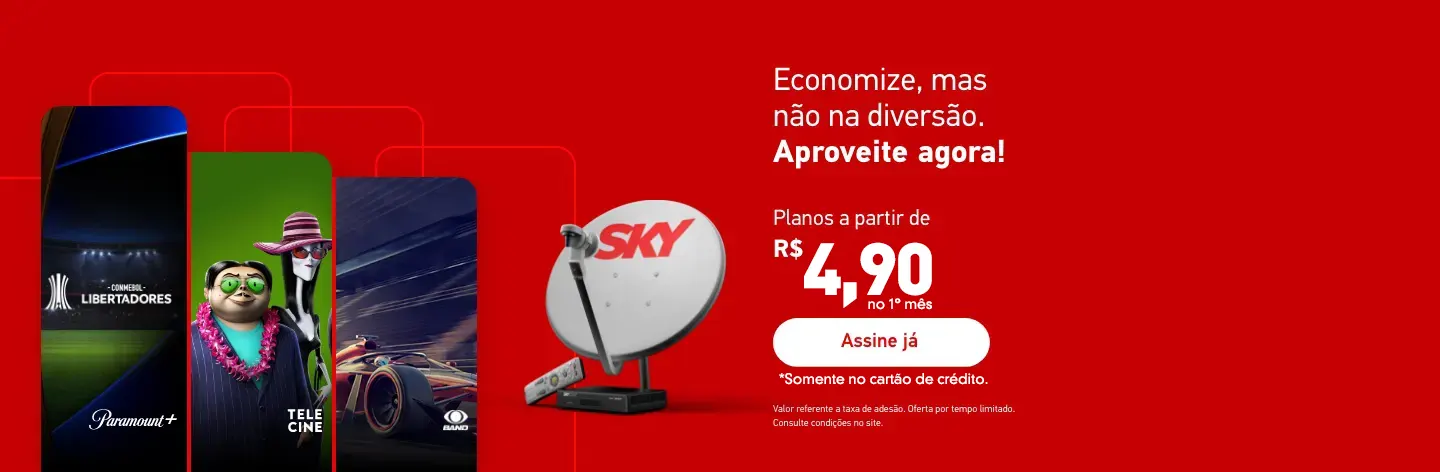 Economize, mas
não na diversão.
Aproveite agora!
Planos a partir de
R$ 4,90
no 1º mês
Assine já
*Somente no cartão de crédito.
Valor referente a taxa de adesão. Oferta por tempo limitado.
Consulte condições no site.
SKY
-CONMEBOL-
LIBERTADORES
Paramount+
TELE
CINE
BAND